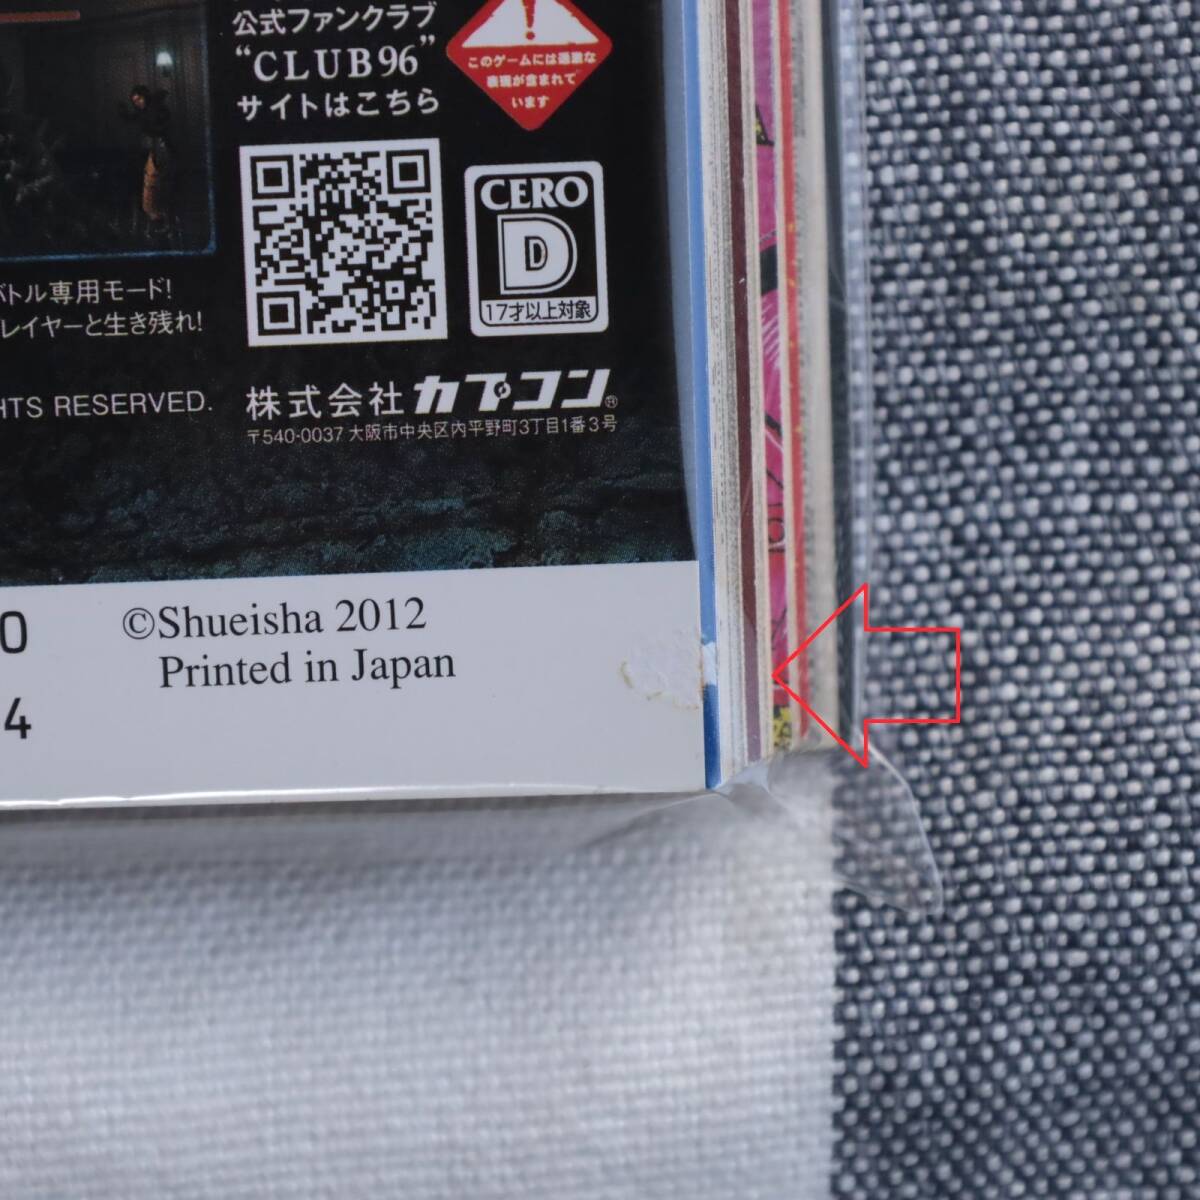 公式ファンクラブ
“CLUB96”
サイトはこちら
このゲームには過激な
表現が含まれて
います
CERO
D
17才以上対象
バトル専用モード!
レイヤーと生き残れ!
HTS RESERVED.
株式会社カプコン®
〒540-0037 大阪市中央区内平野町3丁目1番3号
0
©Shueisha 2012
Printed in Japan
4